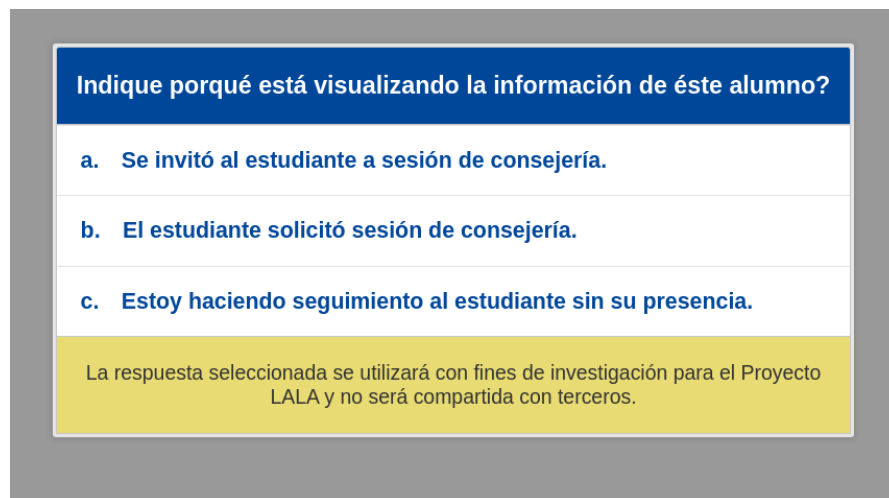 Indique porqué está visualizando la información de éste alumno?
a. Se invitó al estudiante a sesión de consejería.
b. El estudiante solicitó sesión de consejería.
c. Estoy haciendo seguimiento al estudiante sin su presencia.
La respuesta seleccionada se utilizará con fines de investigación para el Proyecto
LALA y no será compartida con terceros.